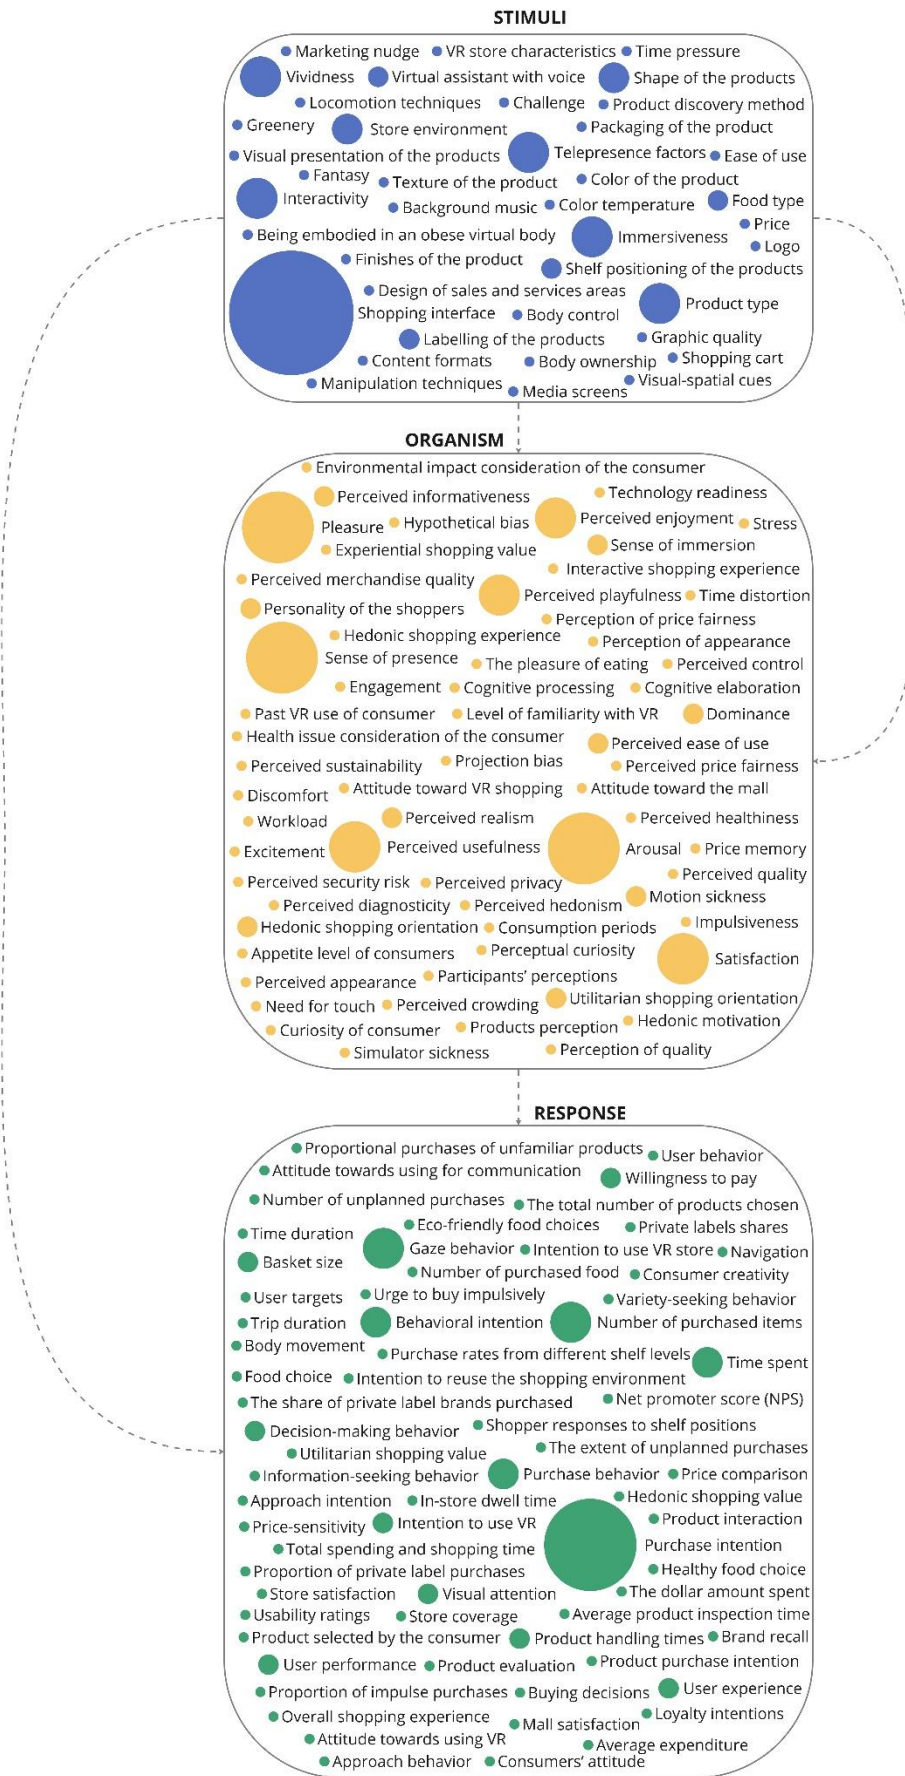 STIMULI
Marketing nudge
VR store characteristics
Time pressure
Vividness
Virtual assistant with voice
Shape of the products
Locomotion techniques
Challenge
Product discovery method
Greenery
Store environment
Packaging of the product
Visual presentation of the products
Telepresence factors
Ease of use
Fantasy
Texture of the product
Color of the product
Interactivity
Background music
Color temperature
Food type
Price
Being embodied in an obese virtual body
Immersiveness
Logo
Finishes of the product
Shelf positioning of the products
Design of sales and services areas
Product type
Shopping interface
Body control
Labelling of the products
Graphic quality
Content formats
Body ownership
Shopping cart
Manipulation techniques
Media screens
Visual-spatial cues
ORGANISM
Environmental impact consideration of the consumer
Perceived informativeness
Technology readiness
Pleasure
Hypothetical bias
Perceived enjoyment
Stress
Experiential shopping value
Sense of immersion
Interactive shopping experience
Perceived merchandise quality
Perceived playfulness
Time distortion
Personality of the shoppers
Perception of price fairness
Hedonic shopping experience
Perception of appearance
Sense of presence
The pleasure of eating
Perceived control
Engagement
Cognitive processing
Cognitive elaboration
Past VR use of consumer
Level of familiarity with VR
Dominance
Health issue consideration of the consumer
Perceived ease of use
Perceived sustainability
Projection bias
Perceived price fairness
Discomfort
Attitude toward VR shopping
Attitude toward the mall
Workload
Perceived realism
Perceived healthiness
Excitement
Perceived usefulness
Arousal
Price memory
Perceived security risk
Perceived privacy
Perceived quality
Perceived diagnosticity
Perceived hedonism
Motion sickness
Hedonic shopping orientation
Consumption periods
Impulsiveness
Appetite level of consumers
Perceptual curiosity
Satisfaction
Perceived appearance
Participants’ perceptions
Need for touch
Perceived crowding
Utilitarian shopping orientation
Curiosity of consumer
Products perception
Hedonic motivation
Simulator sickness
Perception of quality
RESPONSE
Proportional purchases of unfamiliar products
User behavior
Attitude towards using for communication
Willingness to pay
Number of unplanned purchases
The total number of products chosen
Time duration
Eco-friendly food choices
Private labels shares
Basket size
Gaze behavior
Intention to use VR store
Navigation
Number of purchased food
Consumer creativity
User targets
Urge to buy impulsively
Variety-seeking behavior
Trip duration
Behavioral intention
Number of purchased items
Body movement
Purchase rates from different shelf levels
Time spent
Food choice
Intention to reuse the shopping environment
The share of private label brands purchased
Net promoter score (NPS)
Decision-making behavior
Shopper responses to shelf positions
Utilitarian shopping value
The extent of unplanned purchases
Information-seeking behavior
Purchase behavior
Price comparison
Approach intention
In-store dwell time
Hedonic shopping value
Price-sensitivity
Intention to use VR
Product interaction
Total spending and shopping time
Purchase intention
Proportion of private label purchases
Healthy food choice
Store satisfaction
Visual attention
The dollar amount spent
Usability ratings
Store coverage
Average product inspection time
Product selected by the consumer
Product handling times
Brand recall
User performance
Product evaluation
Product purchase intention
Proportion of impulse purchases
Buying decisions
User experience
Overall shopping experience
Mall satisfaction
Loyalty intentions
Attitude towards using VR
Average expenditure
Approach behavior
Consumers’ attitude